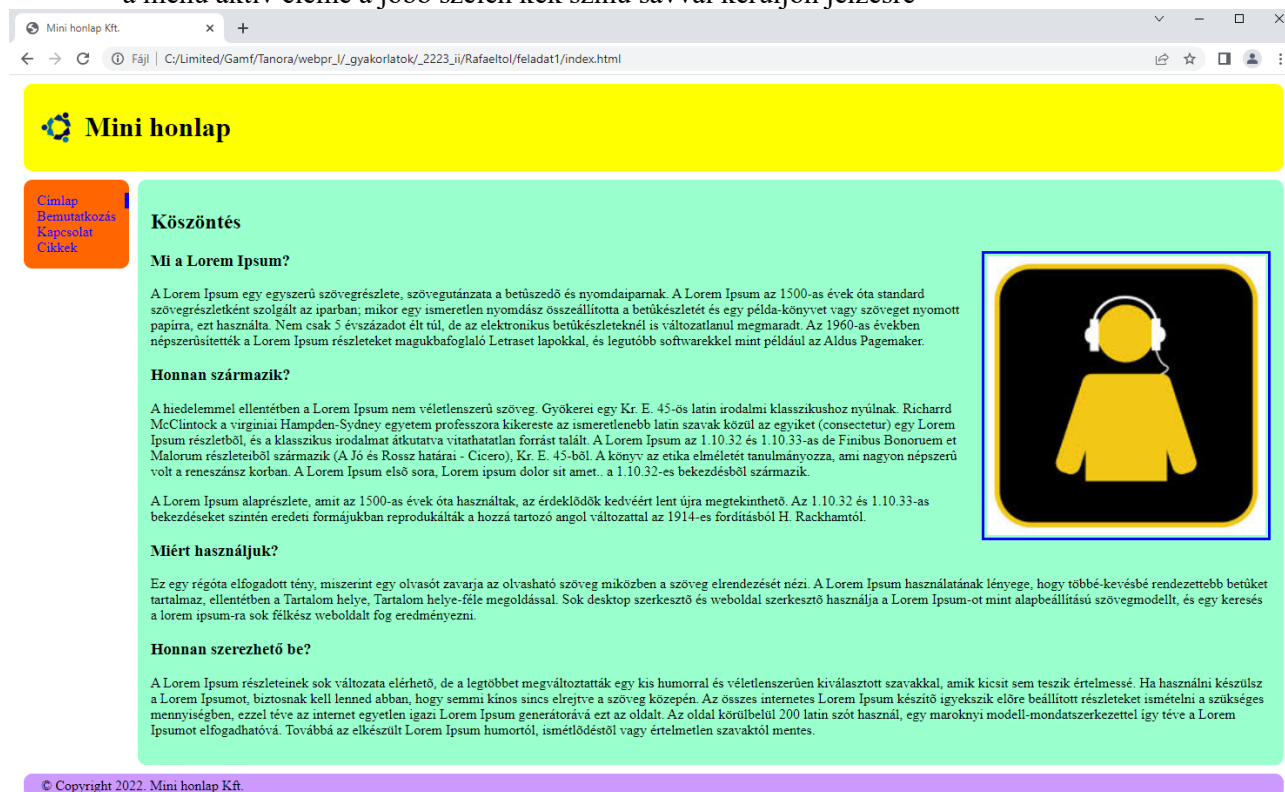 a menü aktív eleme a jobb szélén kék színű sávval kerüljön jelzésre
Mini honlap Kft.
Fájl | C:/Limited/Gamf/Tanora/webpr_I/_gyakorlatok/_2223_ii/Rafaeltol/feladat1/index.html
Mini honlap
Címlap
Bemutatkozás
Kapcsolat
Cikkek
Köszöntés
Mi a Lorem Ipsum?
A Lorem Ipsum egy egyszerû szövegrészlete, szövegutánzata a betûszedõ és nyomdaiparnak. A Lorem Ipsum az 1500-as évek óta standard
szövegrészletként szolgált az iparban; mikor egy ismeretlen nyomdász összeállította a betûkészletét és egy példa-könyvet vagy szöveget nyomott
papírra, ezt használta. Nem csak 5 évszázadot élt túl, de az elektronikus betûkészleteknél is változatlanul megmaradt. Az 1960-as években
népszerûsítették a Lorem Ipsum részleteket magukbafoglaló Letraset lapokkal, és legutóbb softwarekkel mint például az Aldus Pagemaker.
Honnan származik?
A hiedelemmel ellentétben a Lorem Ipsum nem véletlenszerû szöveg. Gyökerei egy Kr. E. 45-ös latin irodalmi klasszikushoz nyúlnak. Richarrd
McClintock a virginiai Hampden-Sydney egyetem professzora kikereste az ismeretlenebb latin szavak közül az egyiket (consectetur) egy Lorem
Ipsum részletbõl, és a klasszikus irodalmat átkutatva vitathatatlan forrást talált. A Lorem Ipsum az 1.10.32 és 1.10.33-as de Finibus Bonoruem et
Malorum részleteibõl származik (A Jó és Rossz határai - Cicero), Kr. E. 45-bõl. A könyv az etika elméletét tanulmányozza, ami nagyon népszerû
volt a reneszánsz korban. A Lorem Ipsum elsõ sora, Lorem ipsum dolor sit amet.. a 1.10.32-es bekezdésbõl származik.
A Lorem Ipsum alaprészlete, amit az 1500-as évek óta használtak, az érdeklõdõk kedvéért lent újra megtekinthetõ. Az 1.10.32 és 1.10.33-as
bekezdéseket szintén eredeti formájukban reprodukálták a hozzá tartozó angol változattal az 1914-es fordításból H. Rackhamtól.
Miért használjuk?
Ez egy régóta elfogadott tény, miszerint egy olvasót zavarja az olvasható szöveg miközben a szöveg elrendezését nézi. A Lorem Ipsum használatának lényege, hogy többé-kevésbé rendezettebb betûket
tartalmaz, ellentétben a Tartalom helye, Tartalom helye-féle megoldással. Sok desktop szerkesztõ és weboldal szerkesztõ használja a Lorem Ipsum-ot mint alapbeállítású szövegmodellt, és egy keresés
a lorem ipsum-ra sok félkész weboldalt fog eredményezni.
Honnan szerezhető be?
A Lorem Ipsum részleteinek sok változata elérhetõ, de a legtöbbet megváltoztatták egy kis humorral és véletlenszerûen kiválasztott szavakkal, amik kicsit sem teszik értelmessé. Ha használni készülsz
a Lorem Ipsumot, biztosnak kell lenned abban, hogy semmi kínos sincs elrejtve a szöveg közepén. Az összes internetes Lorem Ipsum készítõ igyekszik elõre beállított részleteket ismételni a szükséges
mennyiségben, ezzel téve az internet egyetlen igazi Lorem Ipsum generátorává ezt az oldalt. Az oldal körülbelül 200 latin szót használ, egy maroknyi modell-mondatszerkezettel így téve a Lorem
Ipsumot elfogadhatóvá. Továbbá az elkészült Lorem Ipsum humortól, ismétlõdéstõl vagy értelmetlen szavaktól mentes.
© Copyright 2022. Mini honlap Kft.